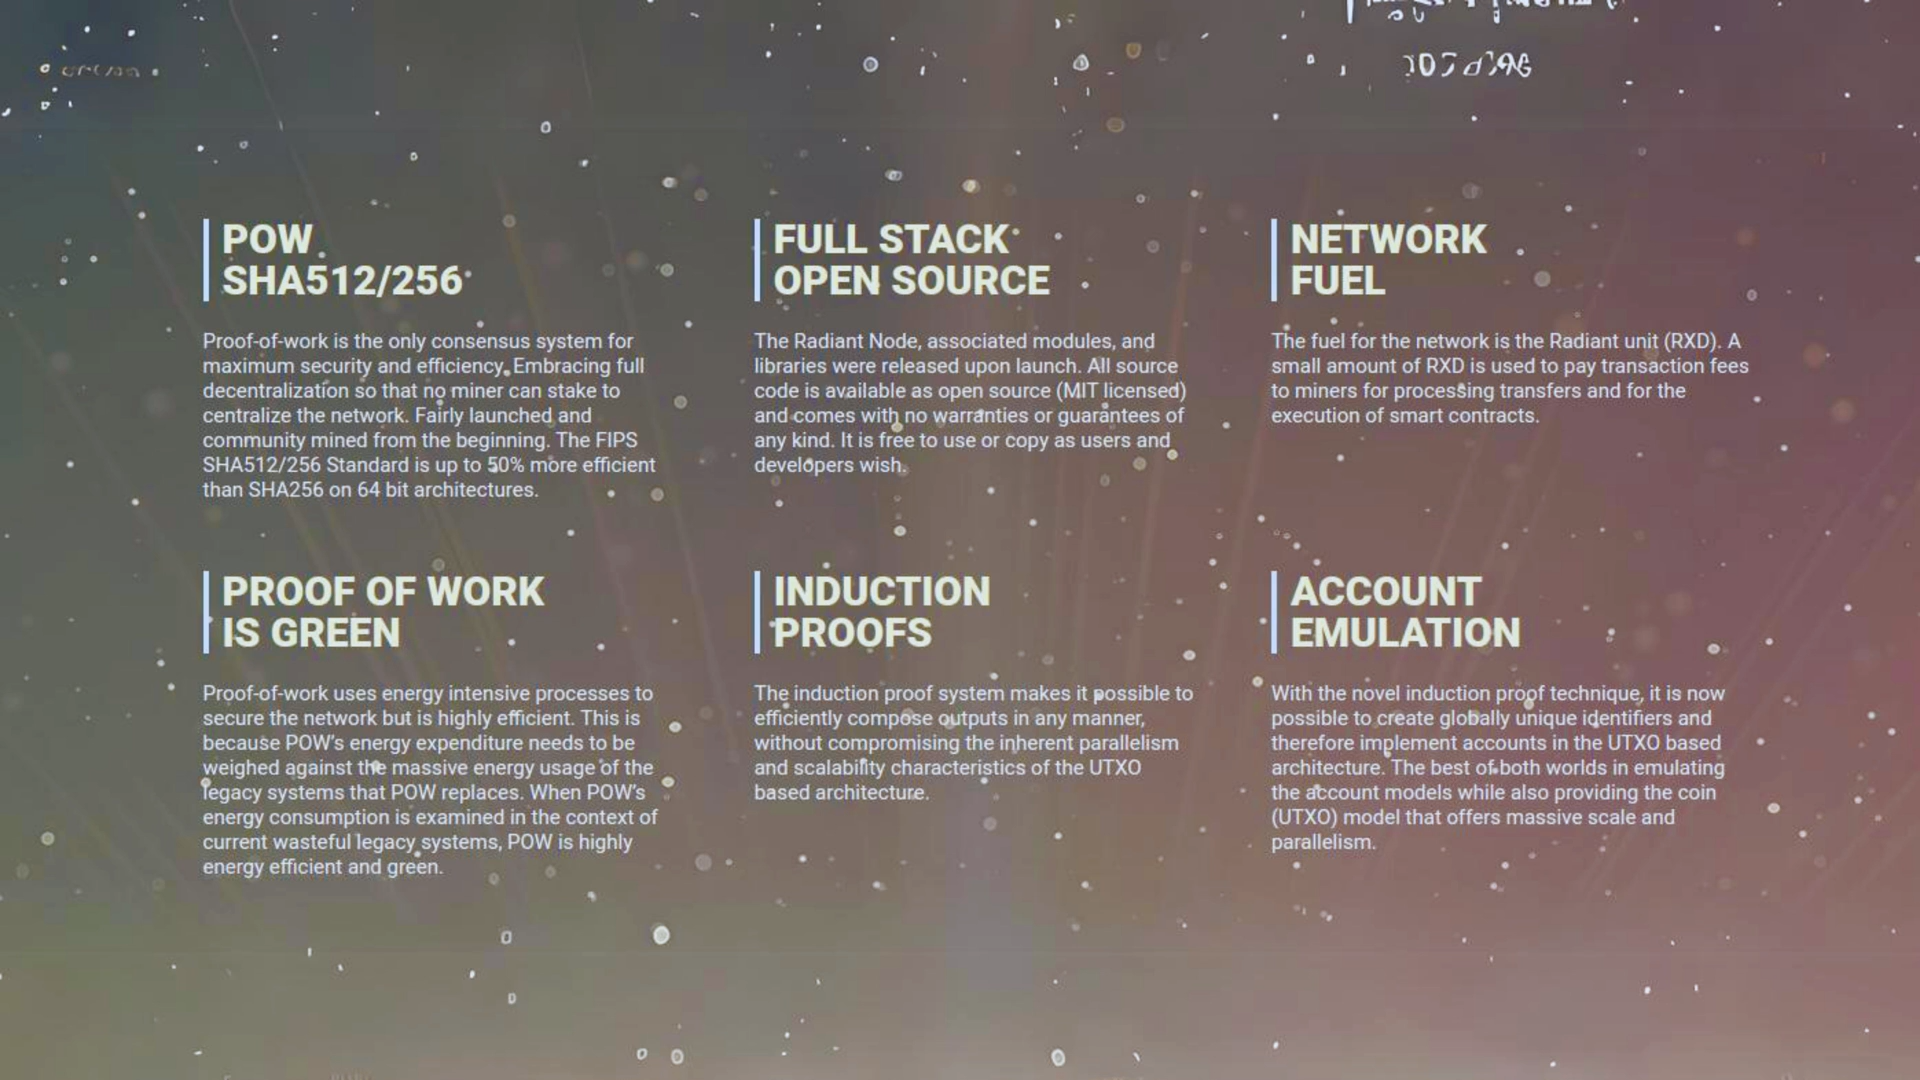 POW
SHA512/256
Proof-of-work is the only consensus system for
maximum security and efficiency. Embracing full
decentralization so that no miner can stake to
centralize the network. Fairly launched and
community mined from the beginning. The FIPS
SHA512/256 Standard is up to 50% more efficient
than SHA256 on 64 bit architectures.
FULL STACK
OPEN SOURCE
The Radiant Node, associated modules, and
libraries were released upon launch. All source
code is available as open source (MIT licensed)
and comes with no warranties or guarantees of
any kind. It is free to use or copy as users and
developers wish.
NETWORK
FUEL
The fuel for the network is the Radiant unit (RXD). A
small amount of RXD is used to pay transaction fees
to miners for processing transfers and for the
execution of smart contracts.
PROOF OF WORK
IS GREEN
Proof-of-work uses energy intensive processes to
secure the network but is highly efficient. This is
because POW's energy expenditure needs to be
weighed against the massive energy usage of the
legacy systems that POW replaces. When POW's
energy consumption is examined in the context of
current wasteful legacy systems, POW is highly
energy efficient and green.
INDUCTION
PROOFS
The induction proof system makes it possible to
efficiently compose outputs in any manner,
without compromising the inherent parallelism
and scalability characteristics of the UTXO
based architecture.
ACCOUNT
EMULATION
With the novel induction proof technique, it is now
possible to create globally unique identifiers and
therefore implement accounts in the UTXO based
architecture. The best of both worlds in emulating
the account models while also providing the coin
(UTXO) model that offers massive scale and
parallelism.